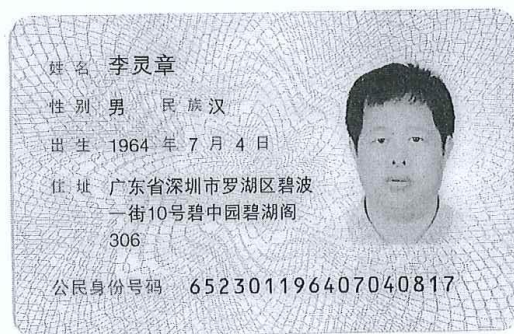 姓名 李灵章
性别 男 民族 汉
出生 1964 年 7 月 4 日
住址 广东省深圳市罗湖区碧波
一街10号碧中园碧湖阁
306
公民身份号码 652301196407040817